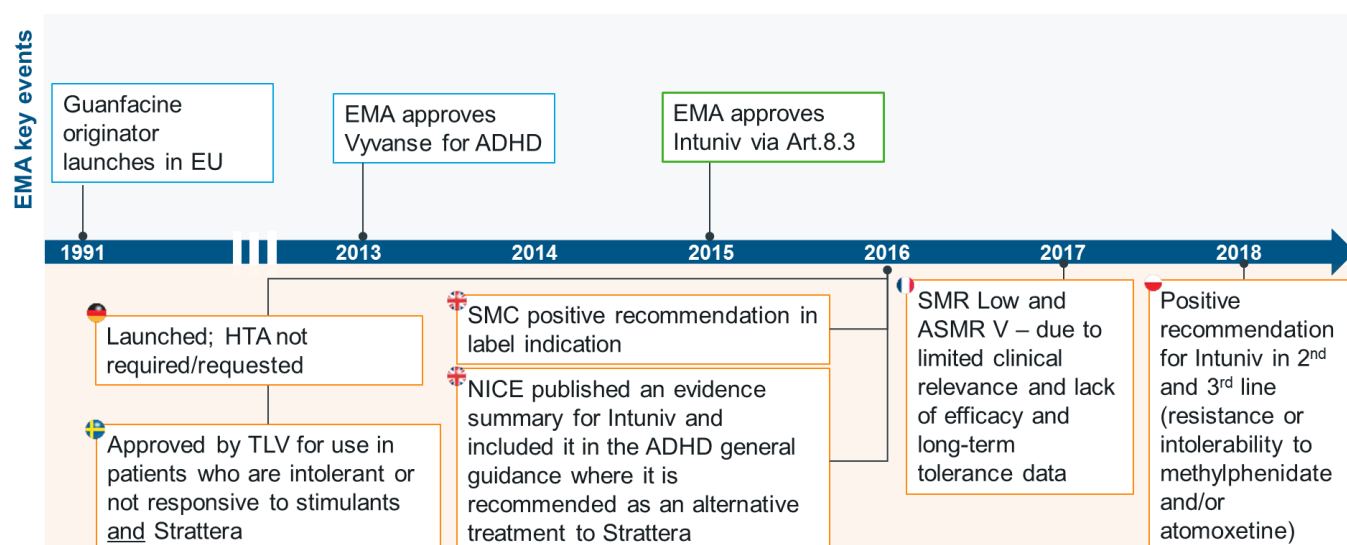 EMA key events
Guanfacine
originator
launches in EU
EMA approves
Vyvanse for ADHD
EMA approves
Intuniv via Art.8.3
1991
2013
2014
2015
2016
2017
2018
Launched; HTA not
required/requested
Approved by TLV for use in
patients who are intolerant or
not responsive to stimulants
and Strattera
SMC positive recommendation in
label indication
NICE published an evidence
summary for Intuniv and
included it in the ADHD general
guidance where it is
recommended as an alternative
treatment to Strattera
SMR Low and
ASMR V – due to
limited clinical
relevance and lack
of efficacy and
long-term
tolerance data
Positive
recommendation
for Intuniv in 2nd
and 3rd line
(resistance or
intolerability to
methylphenidate
and/or
atomoxetine)